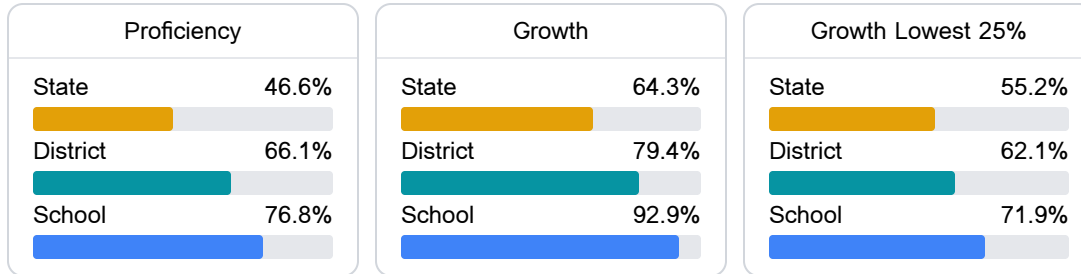 Proficiency
State 46.6%
District 66.1%
School 76.8%
Growth
State 64.3%
District 79.4%
School 92.9%
Growth Lowest 25%
State 55.2%
District 62.1%
School 71.9%